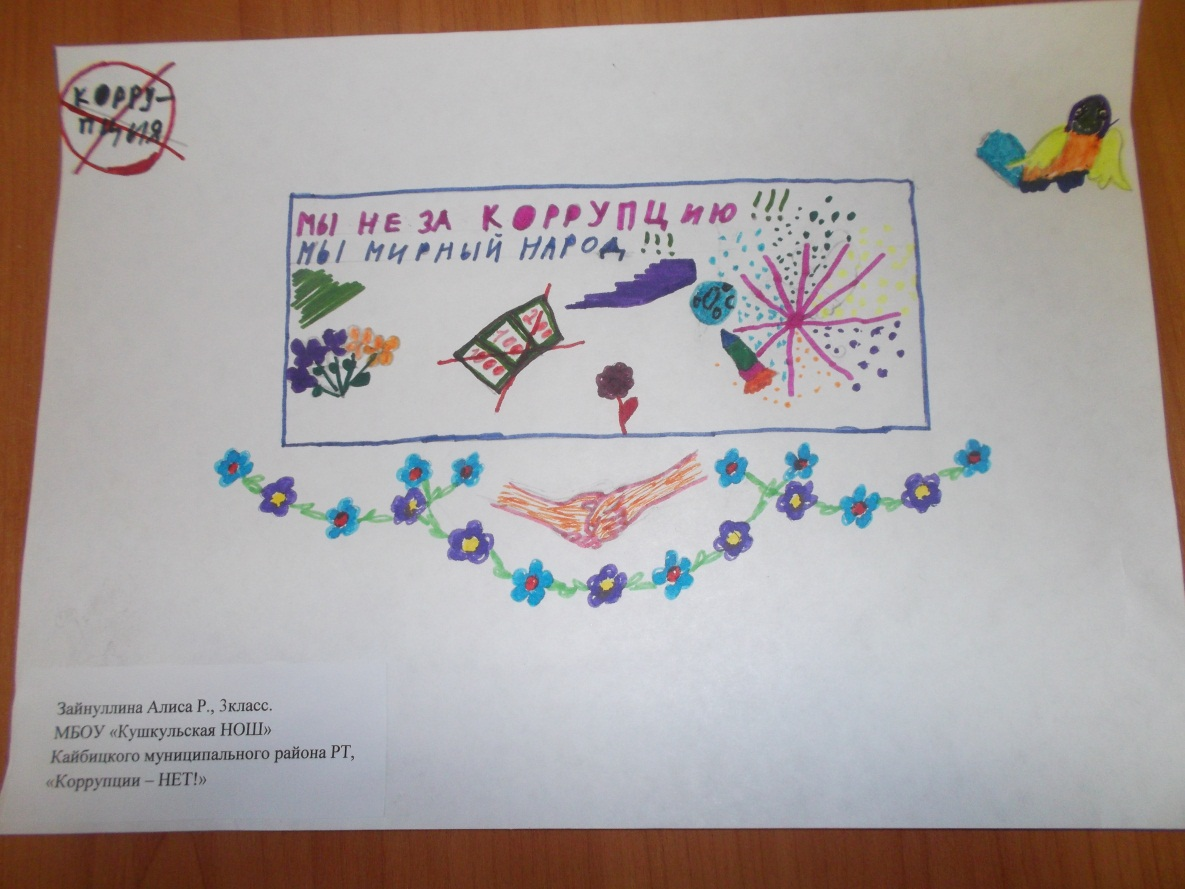 КОРРУ-
ПЦИЯ
МЫ НЕ ЗА КОРРУПЦИЮ!!!
МЫ МИРНЫЙ НАРОД!!!
Зайнуллина Алиса Р., 3класс.
МБОУ «Кушкульская НОШ»
Кайбицкого муниципального района РТ,
«Коррупции – НЕТ!»